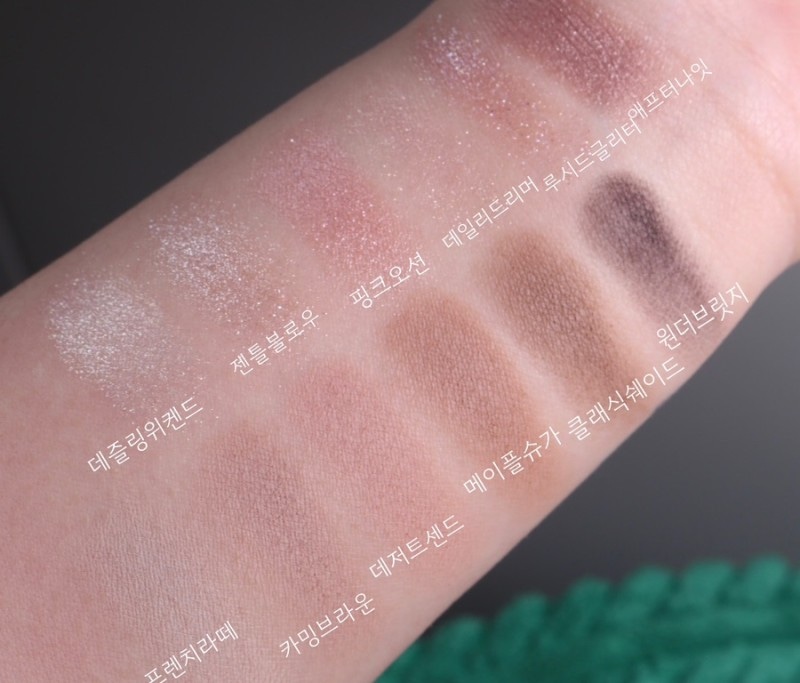 데즐링위켄드
젠틀블로우
핑크오션
데일리드리머
루시드글리터
애프터나잇
프렌치라떼
카밍브라운
데저트센드
메이플슈가
클래식쉐이드
원더브릿지